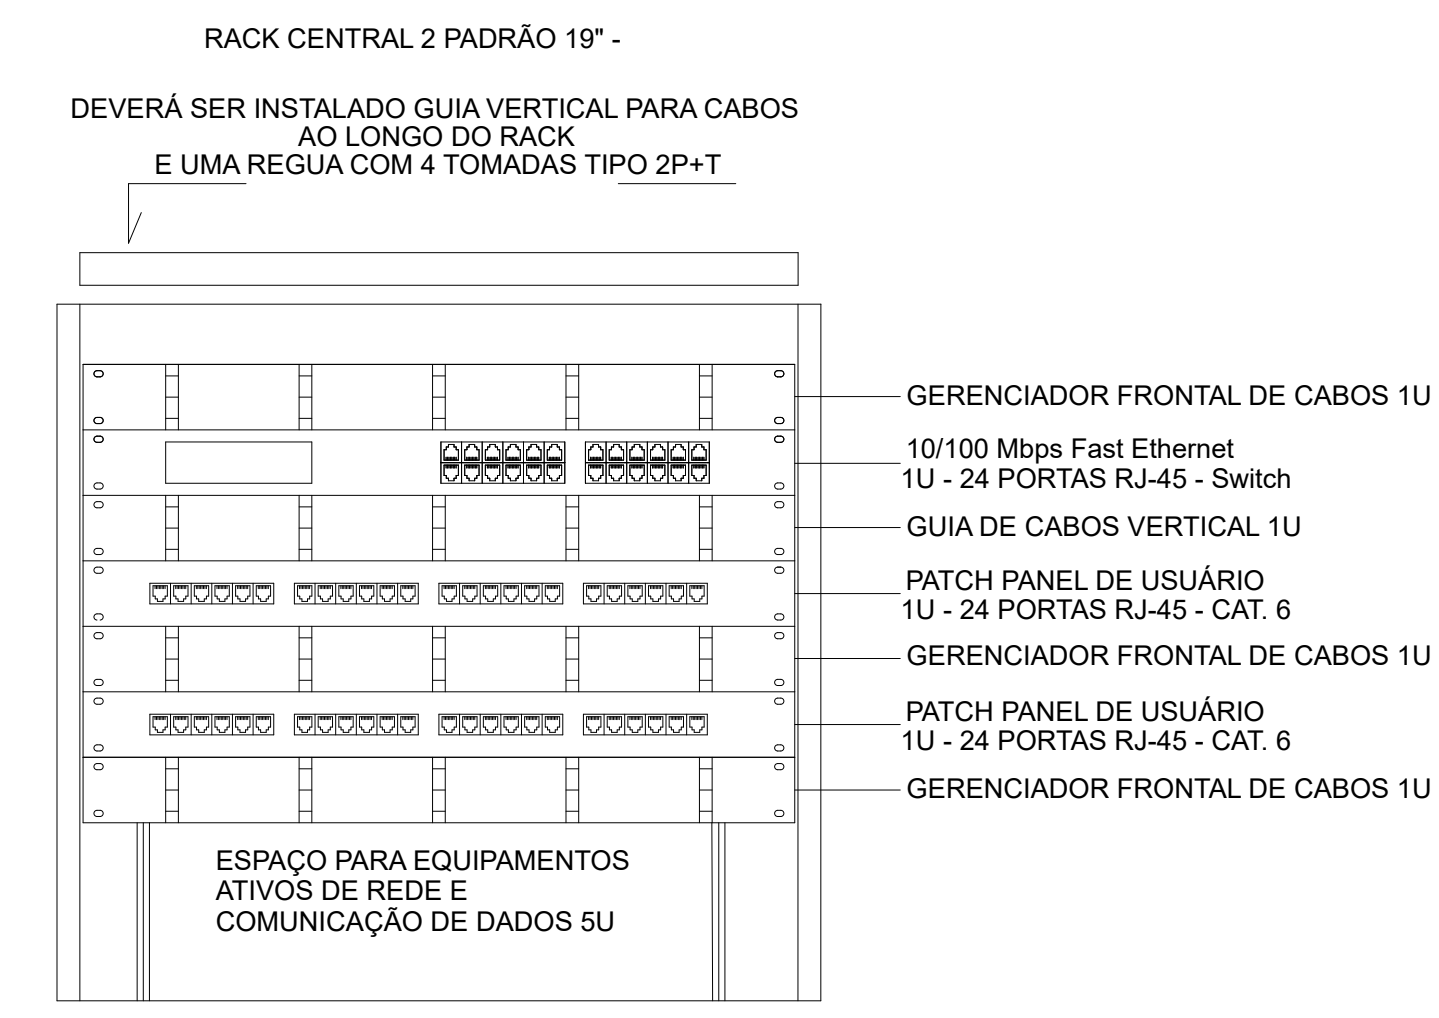 RACK CENTRAL 2 PADRÃO 19" -
DEVERÁ SER INSTALADO GUIA VERTICAL PARA CABOS
AO LONGO DO RACK
E UMA REGUA COM 4 TOMADAS TIPO 2P+T
GERENCIADOR FRONTAL DE CABOS 1U
10/100 Mbps Fast Ethernet
1U - 24 PORTAS RJ-45 - Switch
GUIA DE CABOS VERTICAL 1U
PATCH PANEL DE USUÁRIO
1U - 24 PORTAS RJ-45 - CAT. 6
GERENCIADOR FRONTAL DE CABOS 1U
PATCH PANEL DE USUÁRIO
1U - 24 PORTAS RJ-45 - CAT. 6
GERENCIADOR FRONTAL DE CABOS 1U
ESPAÇO PARA EQUIPAMENTOS
ATIVOS DE REDE E
COMUNICAÇÃO DE DADOS 5U